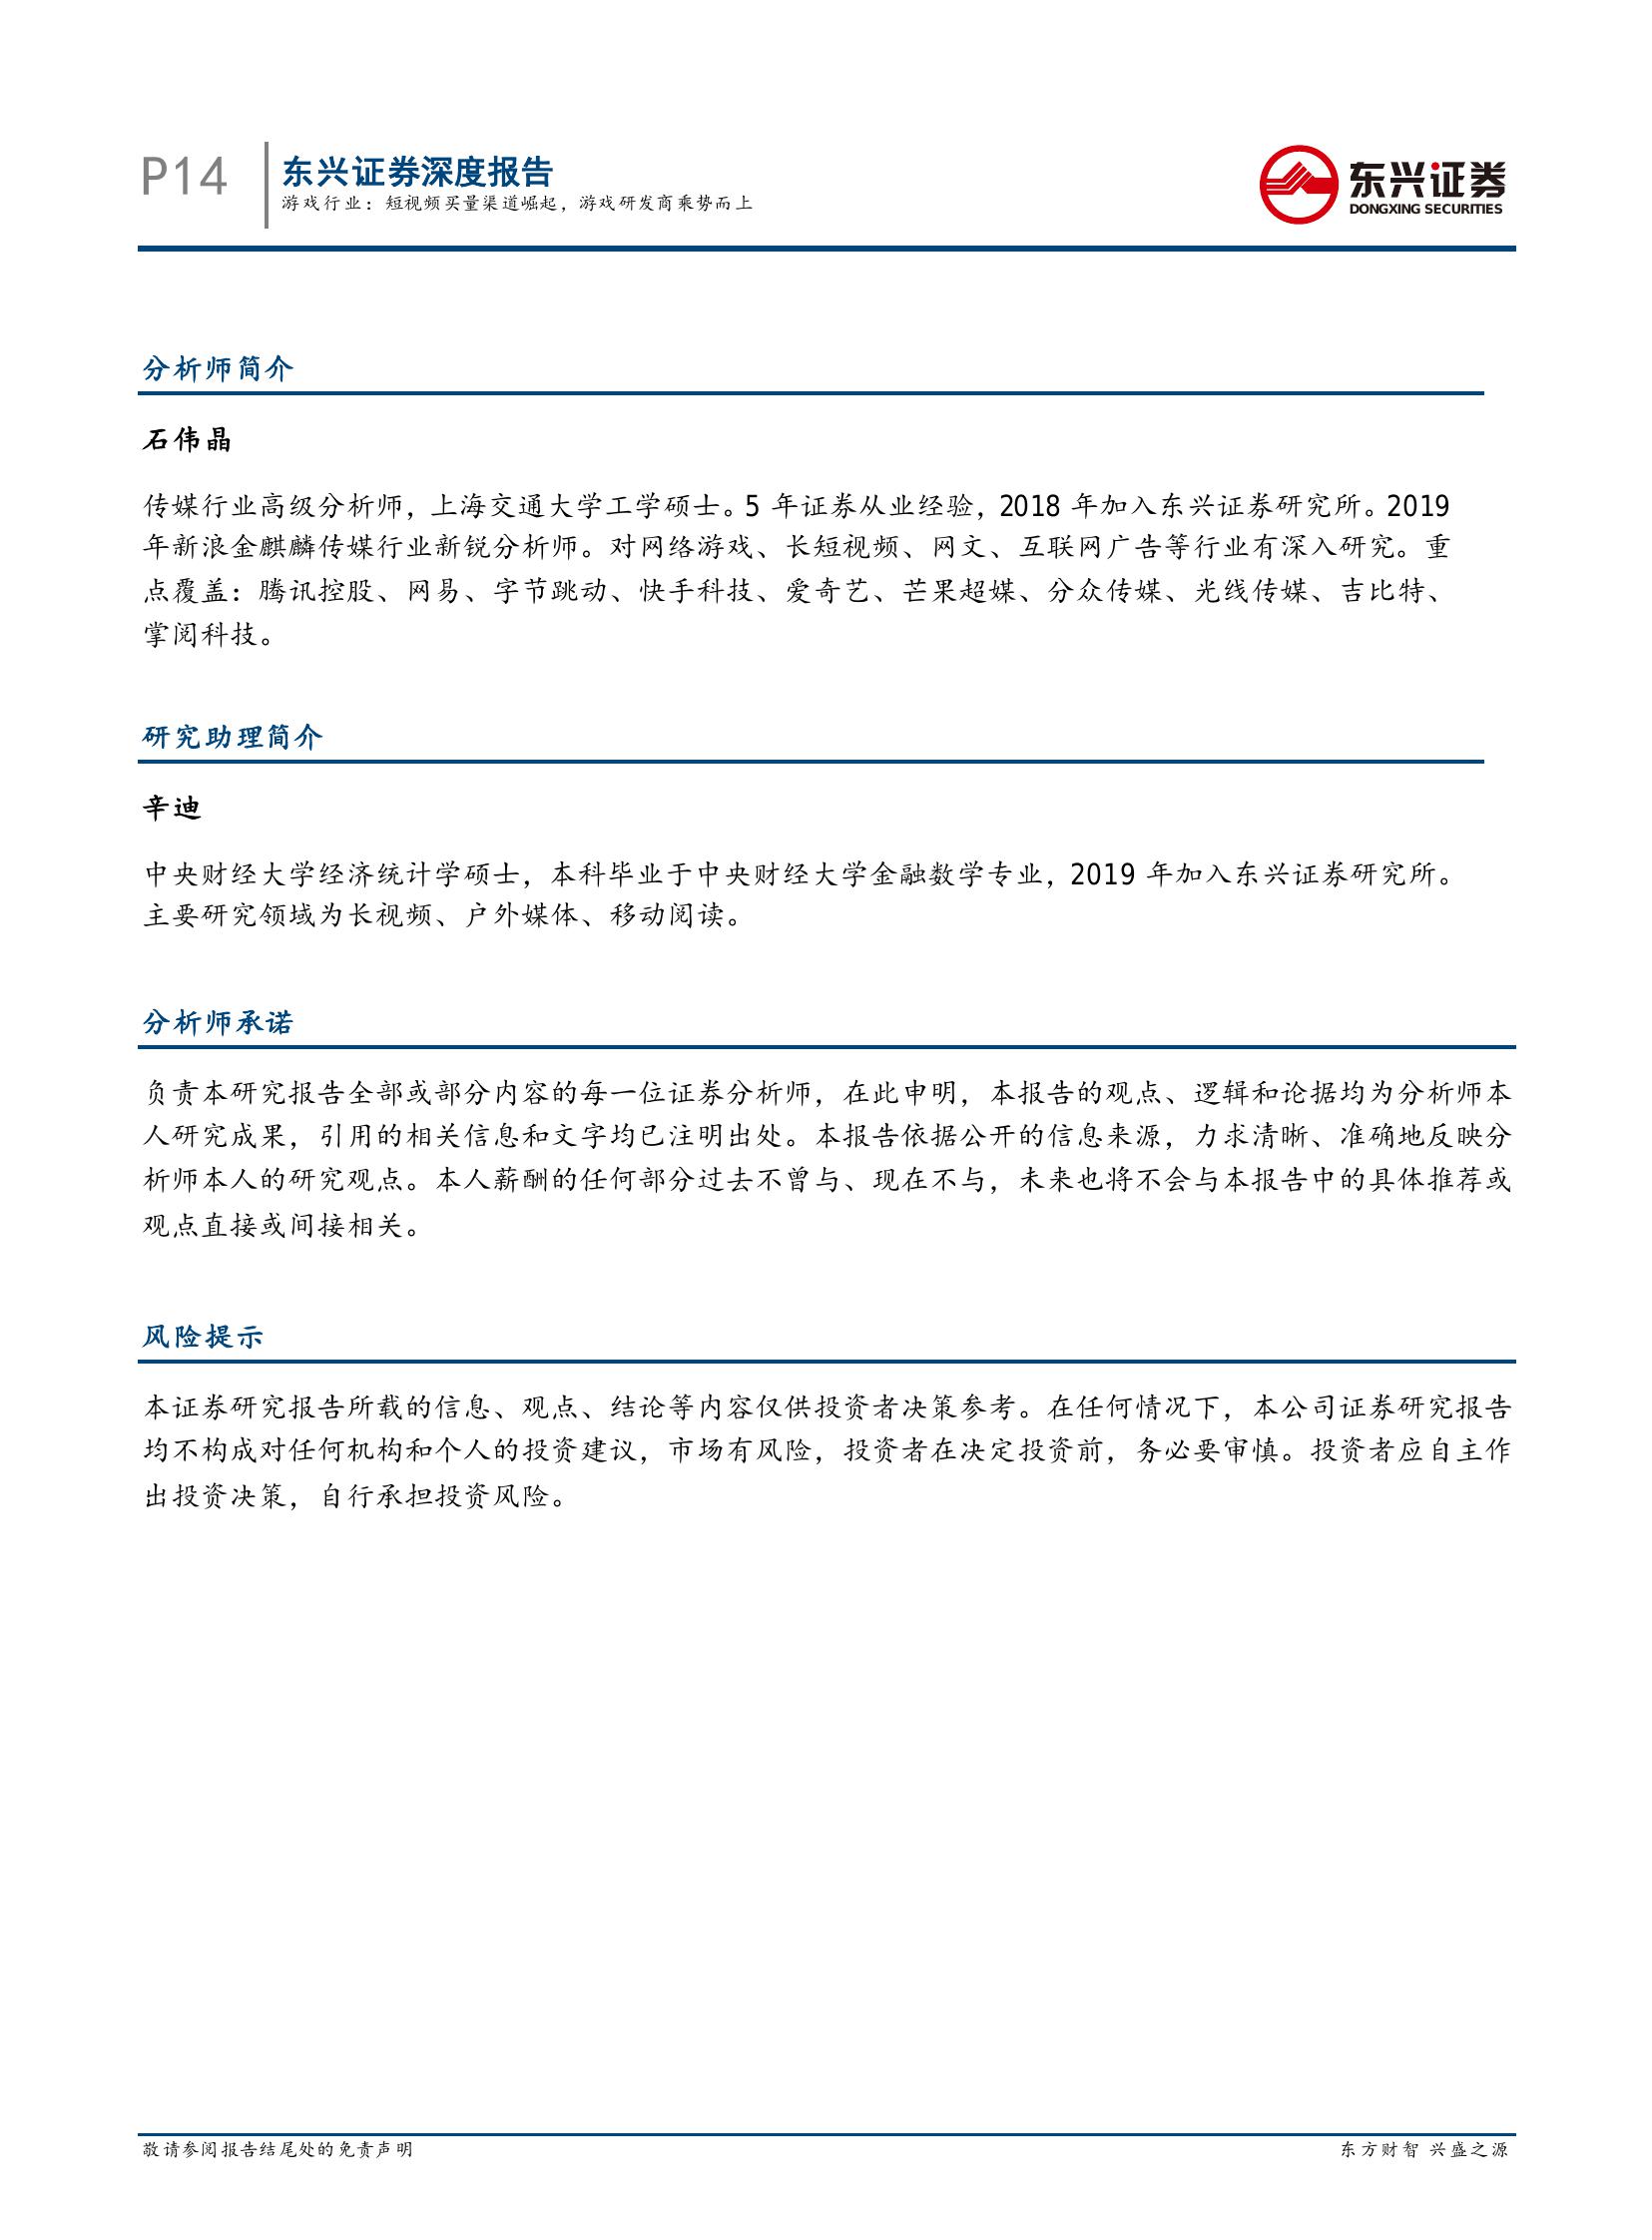 P14
东兴证券深度报告
游戏行业：短视频买量渠道崛起，游戏研发商乘势而上
东兴证券
DONGXING SECURITIES
分析师简介
石伟晶
传媒行业高级分析师，上海交通大学工学硕士。5 年证券从业经验，2018 年加入东兴证券研究所。2019
年新浪金麒麟传媒行业新锐分析师。对网络游戏、长短视频、网文、互联网广告等行业有深入研究。重
点覆盖：腾讯控股、网易、字节跳动、快手科技、爱奇艺、芒果超媒、分众传媒、光线传媒、吉比特、
掌阅科技。
研究助理简介
辛迪
中央财经大学经济统计学硕士，本科毕业于中央财经大学金融数学专业，2019 年加入东兴证券研究所。
主要研究领域为长视频、户外媒体、移动阅读。
分析师承诺
负责本研究报告全部或部分内容的每一位证券分析师，在此申明，本报告的观点、逻辑和论据均为分析师本
人研究成果，引用的相关信息和文字均已注明出处。本报告依据公开的信息来源，力求清晰、准确地反映分
析师本人的研究观点。本人薪酬的任何部分过去不曾与、现在不与，未来也将不会与本报告中的具体推荐或
观点直接或间接相关。
风险提示
本证券研究报告所载的信息、观点、结论等内容仅供投资者决策参考。在任何情况下，本公司证券研究报告
均不构成对任何机构和个人的投资建议，市场有风险，投资者在决定投资前，务必要审慎。投资者应自主作
出投资决策，自行承担投资风险。
敬请参阅报告结尾处的免责声明
东方财智 兴盛之源